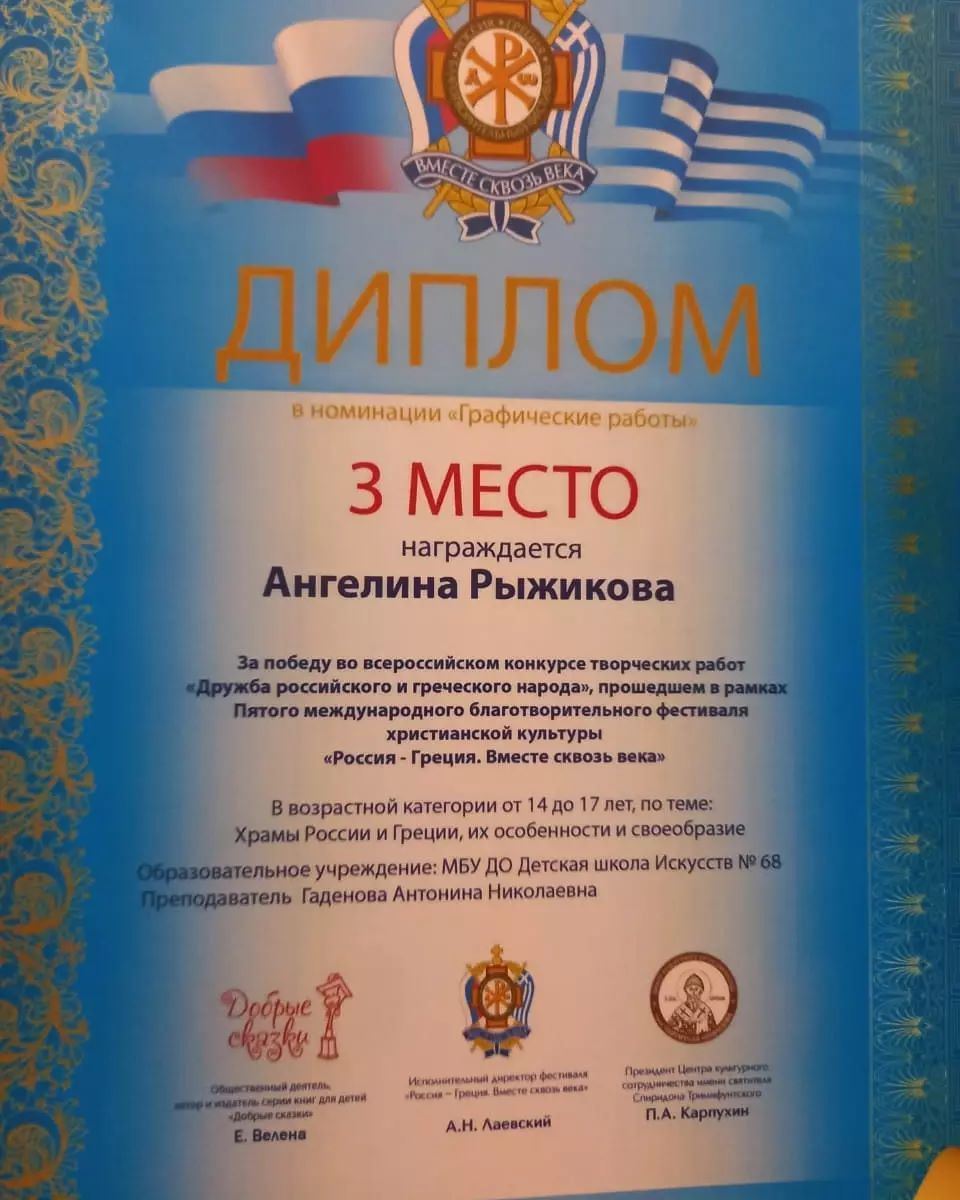 РОССИЯ • ГРЕЦИЯ
ВМЕСТЕ СКВОЗЬ ВЕКА
ДИПЛОМ
в номинации «Графические работы»
3 МЕСТО
награждается
Ангелина Рыжикова
За победу во всероссийском конкурсе творческих работ
«Дружба российского и греческого народа», прошедшем в рамках
Пятого международного благотворительного фестиваля
христианской культуры
«Россия - Греция. Вместе сквозь века»
В возрастной категории от 14 до 17 лет, по теме:
Храмы России и Греции, их особенности и своеобразие
Образовательное учреждение: МБУ ДО Детская школа Искусств № 68
Преподаватель Гаденова Антонина Николаевна
Добрые
сказки
Общественный деятель,
автор и издатель серии книг для детей
«Добрые сказки»
Е. Велена
Исполнительный директор фестиваля
«Россия – Греция. Вместе сквозь века»
А.Н. Лаевский
Президент Центра культурного
сотрудничества имени святителя
Спиридона Тримифунтского
П.А. Карпухин